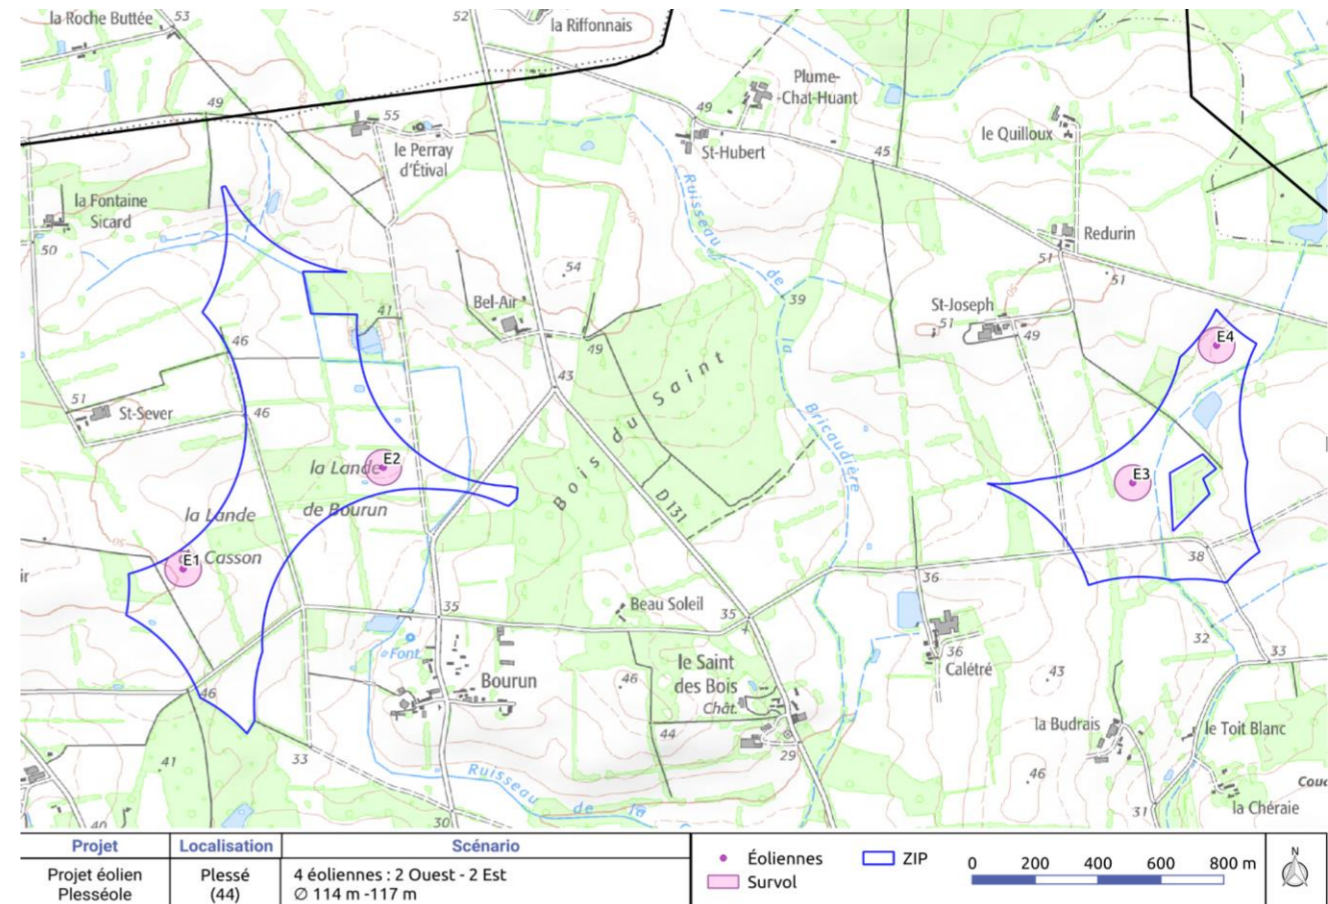 la Roche Buttée
53
52
la Riffonnais
49
55
le Perray
d'Étival
Plume-
-Chat-Huant
49
St-Hubert
45
le Quilloux
la Fontaine
Sicard
50
Ruisseau de la Bricaudière
Redurin
51
51
50
50
54
39
41
Bel-Air
49
St-Joseph
51
49
E4
46
43
51
St-Sever
46
Bois du Saint
la Lande
de Bourun
E2
D131
E3
la Lande
Casson
E1
50
38
36
35
Beau Soleil
35
Font.
Bourun
le Saint
des Bois
Chât.
46
36
Calétré
32
33
43
46
44
la Budrais
le Toit Blanc
41
33
29
46
Ruisseau de la
Couc
la Chéraie
40
30
31
Projet
Localisation
Scénario
Projet éolien
Plesséole
Plessé
(44)
4 éoliennes : 2 Ouest - 2 Est
∅ 114 m -117 m
Éoliennes
ZIP
Survol
0 200 400 600 800 m
N